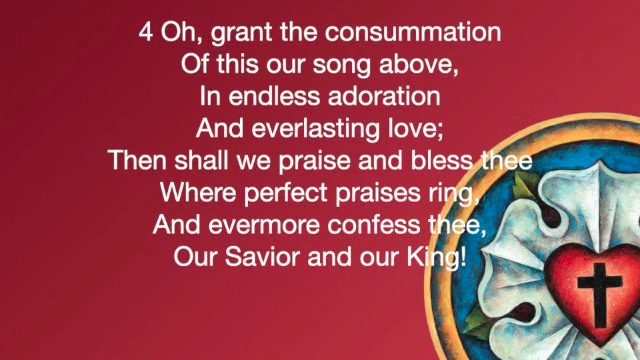 4 Oh, grant the consummation
Of this our song above,
In endless adoration
And everlasting love;
Then shall we praise and bless thee
Where perfect praises ring,
And evermore confess thee,
Our Savior and our King!